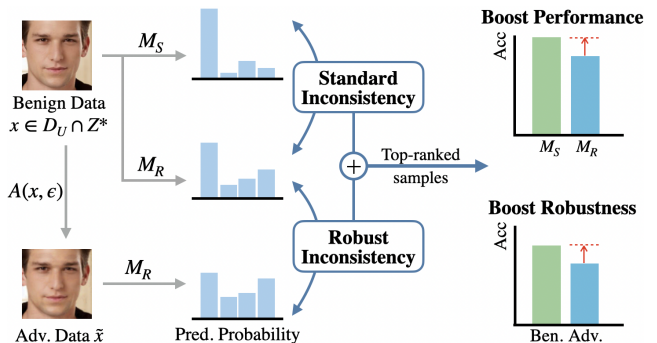 Benign Data
x ∈ D_U ∩ Z*
A(x, ϵ)
Adv. Data x̃
M_S
M_R
M_R
Pred. Probability
Standard
Inconsistency
+
Top-ranked
samples
Robust
Inconsistency
Boost Performance
Acc
M_S M_R
Boost Robustness
Acc
Ben. Adv.